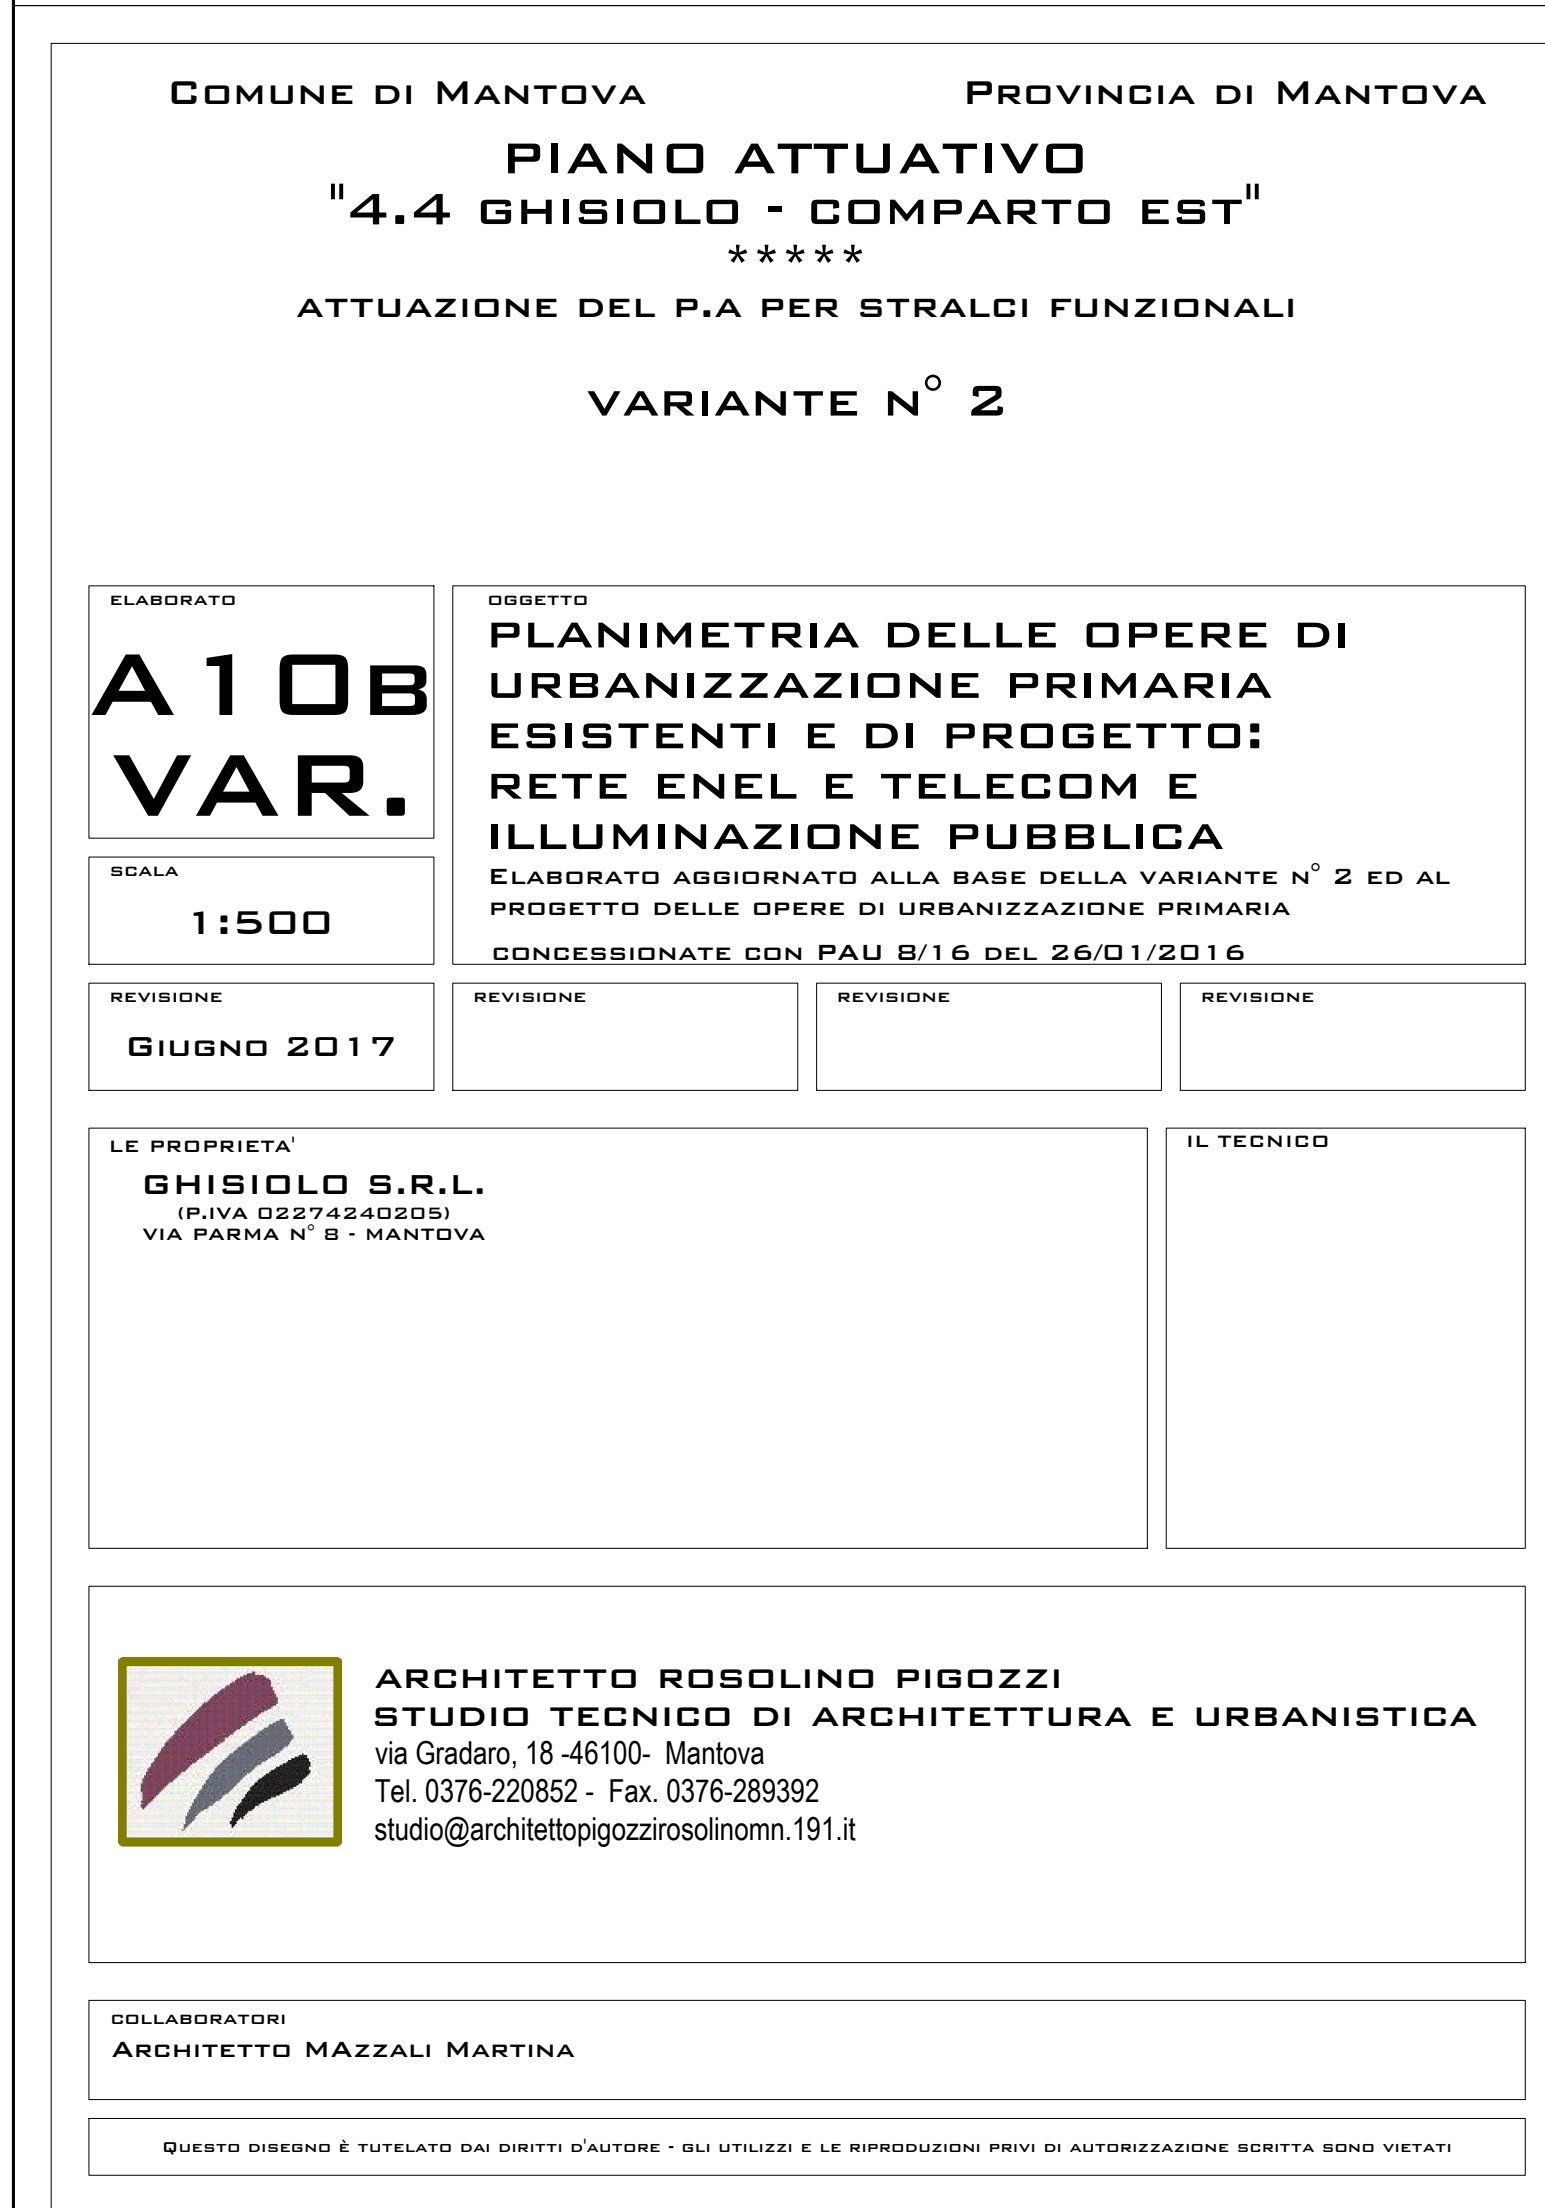 Comune di Mantova Provincia di Mantova
PIANO ATTUATIVO
"4.4 GHISIOLO - COMPARTO EST"
*****
ATTUAZIONE DEL P.A PER STRALCI FUNZIONALI
VARIANTE N° 2
ELABORATO
A10B
VAR.
OGGETTO
PLANIMETRIA DELLE OPERE DI
URBANIZZAZIONE PRIMARIA
ESISTENTI E DI PROGETTO:
RETE ENEL E TELECOM E
ILLUMINAZIONE PUBBLICA
Elaborato aggiornato alla base della variante n° 2 ed al
progetto delle opere di urbanizzazione primaria
concessionate con PAU 8/16 del 26/01/2016
SCALA
1:500
REVISIONE
Giugno 2017
REVISIONE
REVISIONE
REVISIONE
LE PROPRIETA'
GHISIOLO S.R.L.
(P.IVA 02274240205)
VIA PARMA N° 8 - MANTOVA
IL TECNICO
ARCHITETTO ROSOLINO PIGOZZI
STUDIO TECNICO DI ARCHITETTURA E URBANISTICA
via Gradaro, 18 -46100- Mantova
Tel. 0376-220852 - Fax. 0376-289392
studio@architettopigozzirosolinomn.191.it
COLLABORATORI
Architetto MAzzali Martina
Questo disegno è tutelato dai diritti d'autore - gli utilizzi e le riproduzioni privi di autorizzazione scritta sono vietati